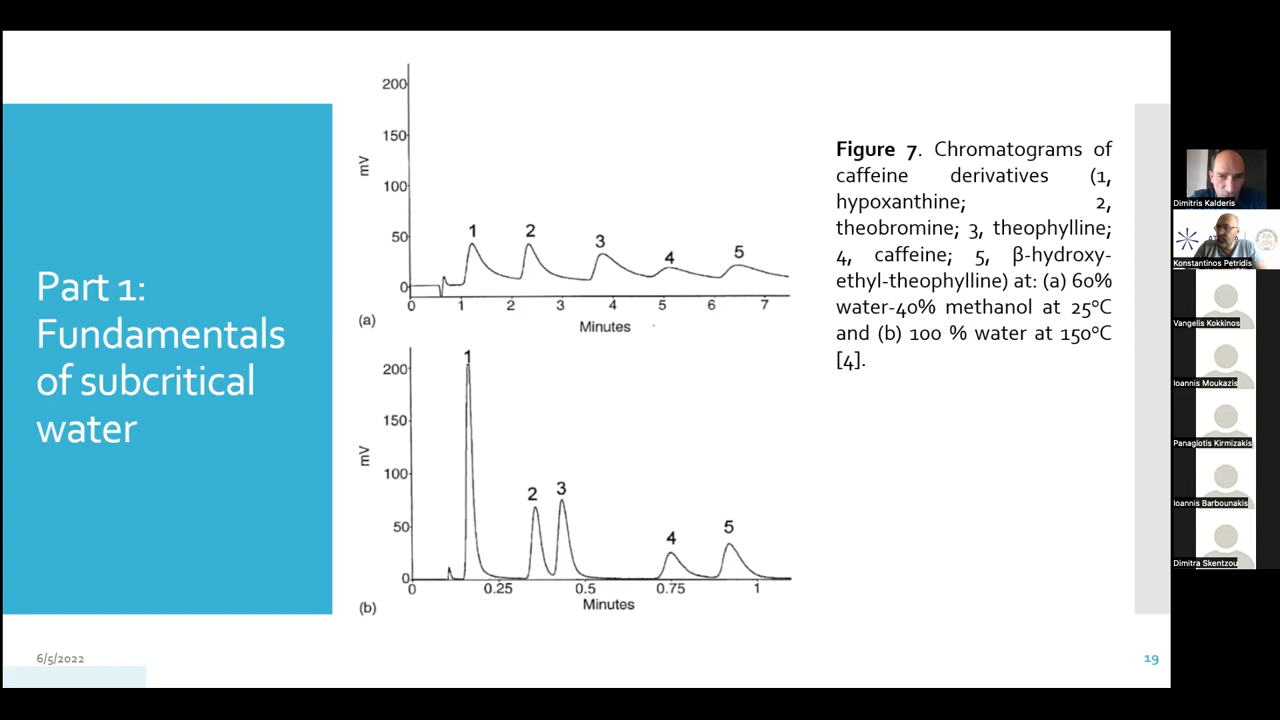 Part 1:
Fundamentals
of subcritical
water
200
150
mV
100
50
0
1
2
3
4
5
0 1 2 3 4 5 6 7
(a)
Minutes
1
200
150
mV
100
50
0
2
3
4
5
0 0.25 0.5 0.75 1
Minutes
(b)
Figure 7. Chromatograms of
caffeine derivatives (1,
hypoxanthine; 2,
theobromine; 3, theophylline;
4, caffeine; 5, β-hydroxy-
ethyl-theophylline) at: (a) 60%
water-40% methanol at 25°C
and (b) 100 % water at 150°C
[4].
6/5/2022
19
Dimitris Kalderis
Konstantinos Petridis
Vangelis Kokkinos
Ioannis Moukazis
Panagiotis Kirmizakis
Ioannis Barbounakis
Dimitra Skentzou